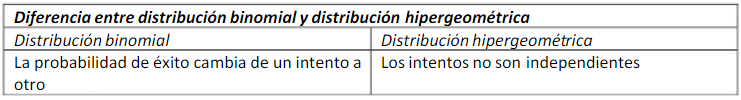 Diferencia entre distribución binomial y distribución hipergeométrica
Distribución binomial
Distribución hipergeométrica
La probabilidad de éxito cambia de un intento a
otro
Los intentos no son independientes